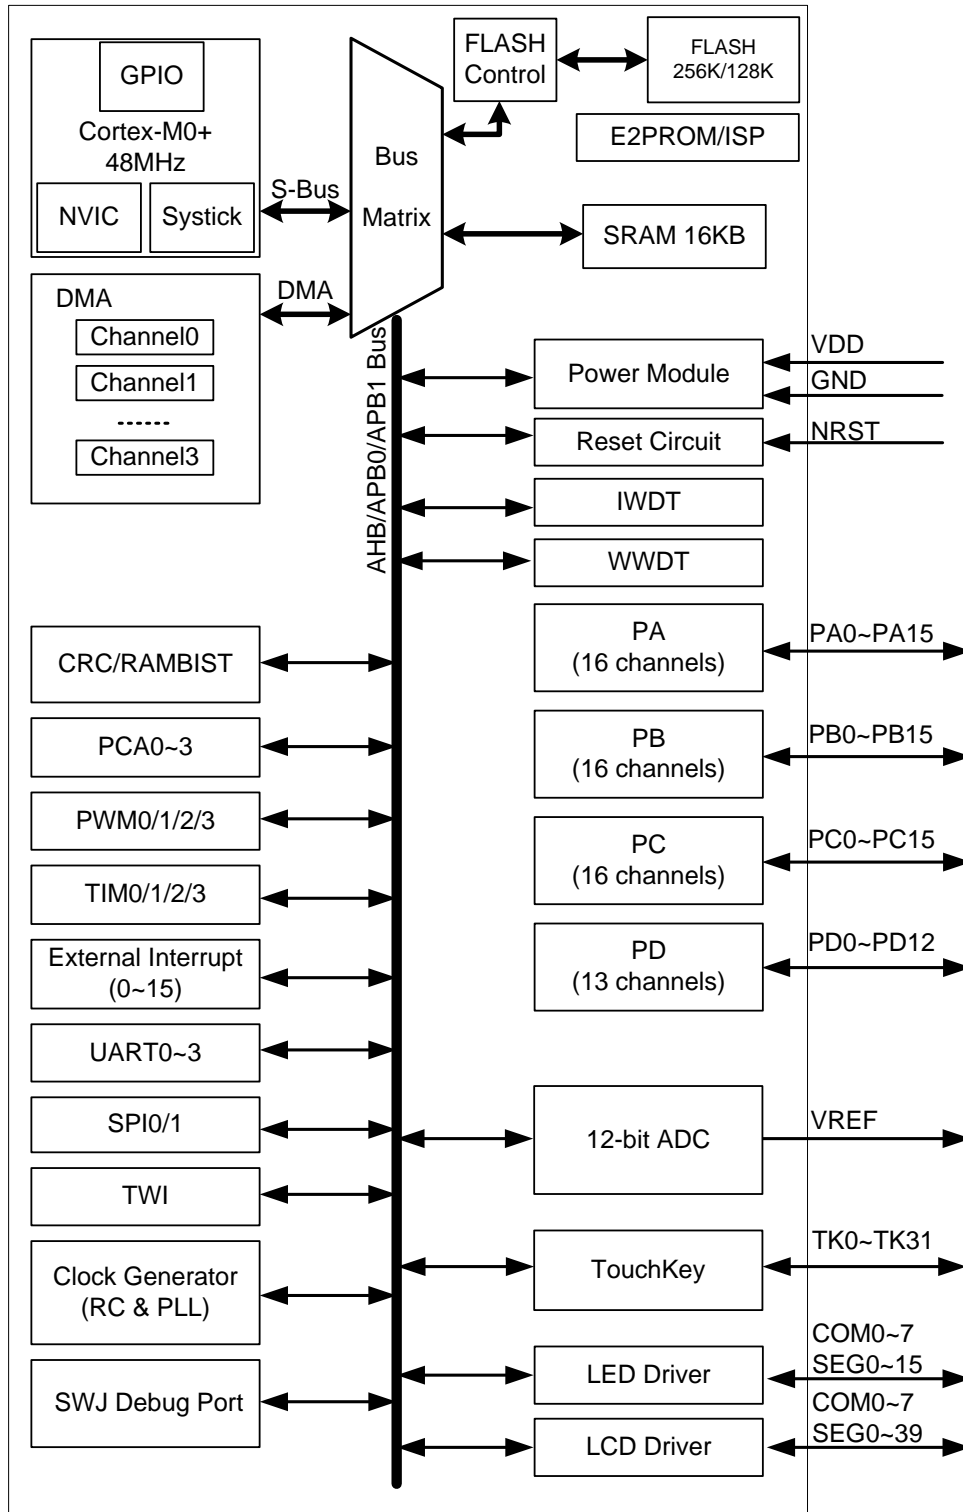 GPIO
Cortex-M0+
48MHz
NVIC
Systick
S-Bus
DMA
Channel0
Channel1
......
Channel3
DMA
Bus
Matrix
FLASH
Control
FLASH
256K/128K
E2PROM/ISP
SRAM 16KB
AHB/APB0/APB1 Bus
Power Module
VDD
GND
Reset Circuit
NRST
IWDT
WWDT
PA
(16 channels)
PA0~PA15
PB
(16 channels)
PB0~PB15
PC
(16 channels)
PC0~PC15
PD
(13 channels)
PD0~PD12
12-bit ADC
VREF
TouchKey
TK0~TK31
LED Driver
COM0~7
SEG0~15
LCD Driver
COM0~7
SEG0~39
CRC/RAMBIST
PCA0~3
PWM0/1/2/3
TIM0/1/2/3
External Interrupt
(0~15)
UART0~3
SPI0/1
TWI
Clock Generator
(RC & PLL)
SWJ Debug Port